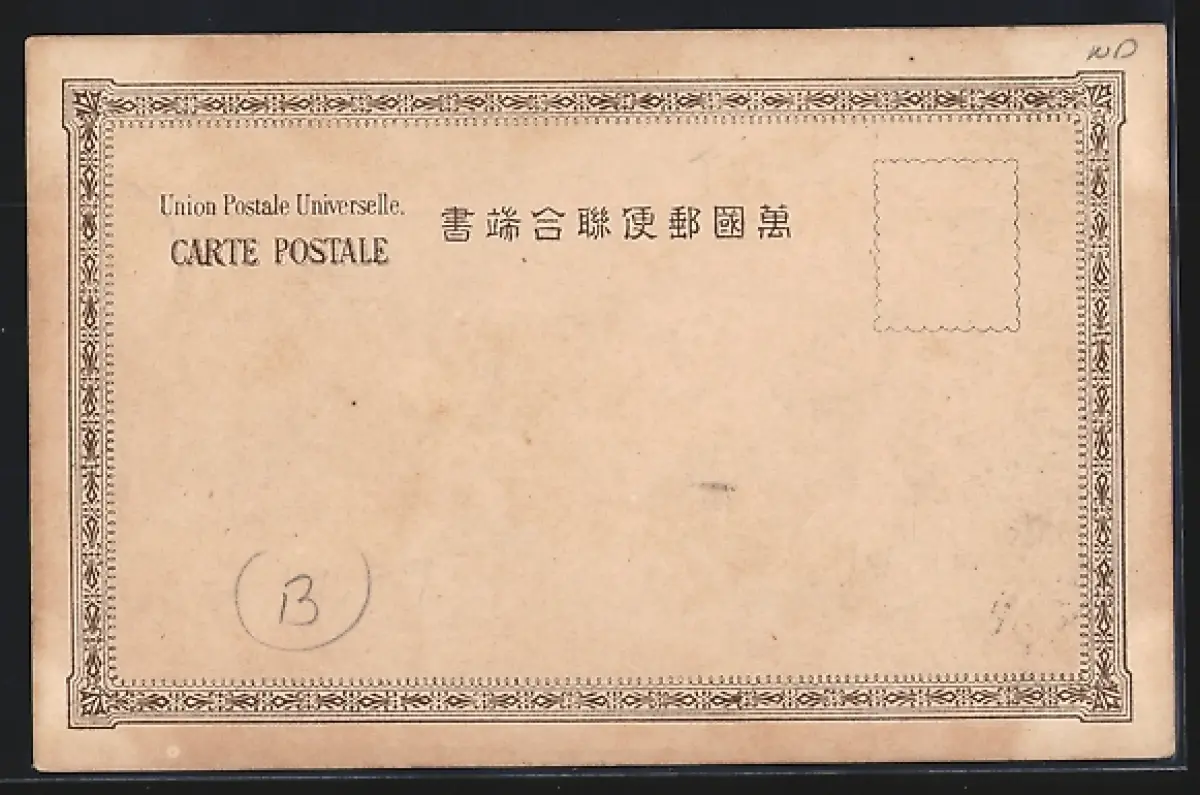 Union Postale Universelle.
CARTE POSTALE
萬國郵便聯合端書
B